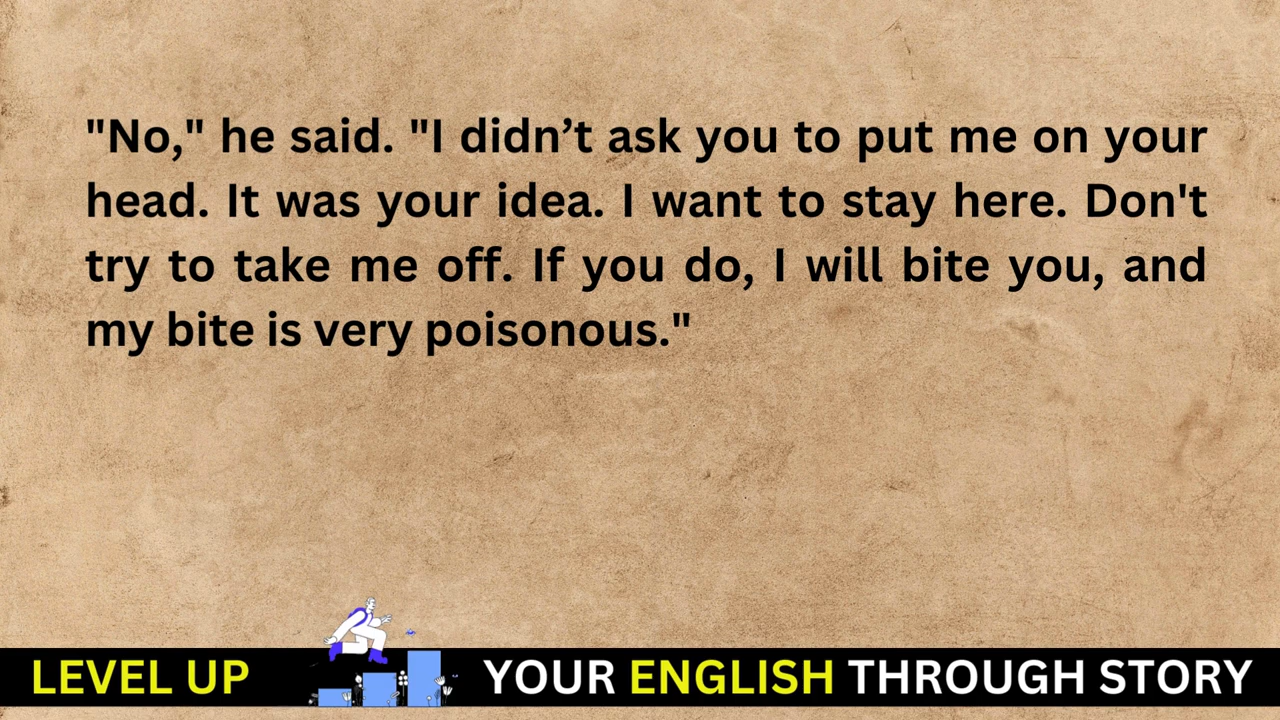 "No," he said. "I didn’t ask you to put me on your
head. It was your idea. I want to stay here. Don't
try to take me off. If you do, I will bite you, and
my bite is very poisonous."
LEVEL UP YOUR ENGLISH THROUGH STORY